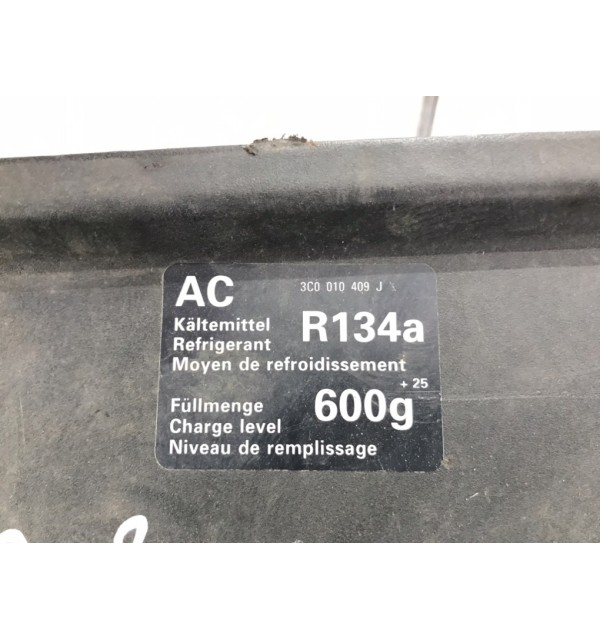 AC 3C0 010 409 J
Kältemittel R134a
Refrigerant
Moyen de refroidissement
+ 25
Füllmenge 600g
Charge level
Niveau de remplissage